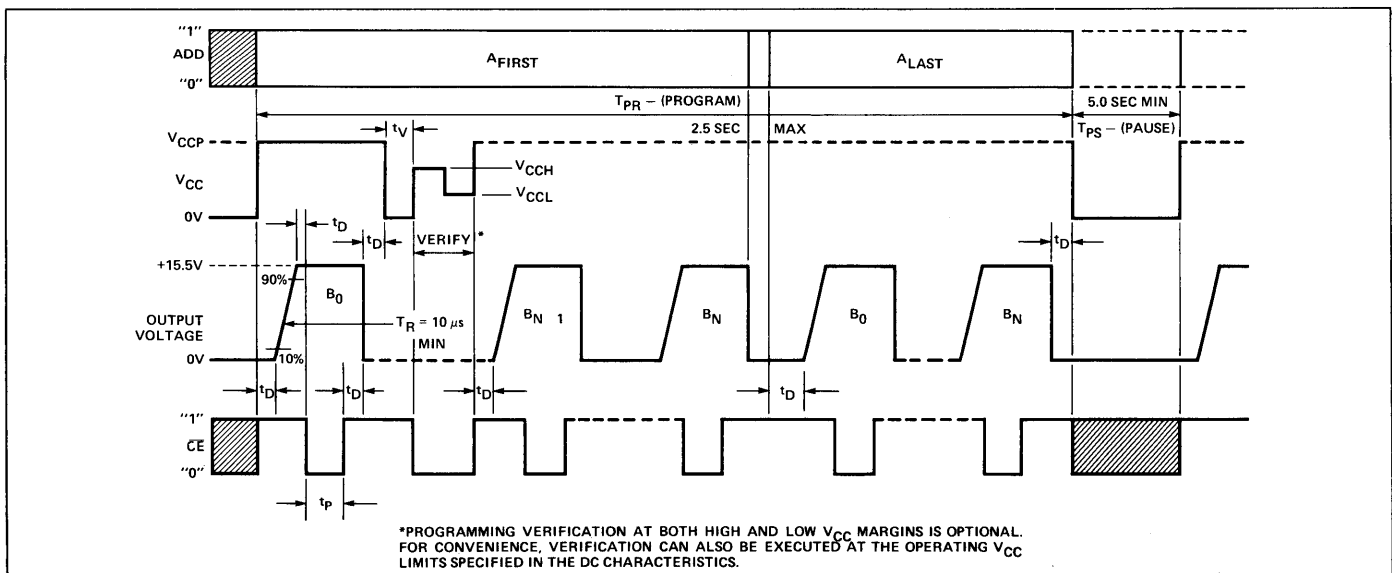 "1"
ADD
"0"
AFIRST
ALAST
TPR – (PROGRAM)
5.0 SEC MIN
tV
2.5 SEC MAX
TPS – (PAUSE)
VCCP
VCCH
VCC
VCCL
0V
tD
tD
VERIFY*
tD
+15.5V
90%
B0
BN 1
BN
B0
BN
OUTPUT
VOLTAGE
TR = 10 μs
MIN
0V
10%
tD
tD
tD
tD
"1"
CE
"0"
tP
*PROGRAMMING VERIFICATION AT BOTH HIGH AND LOW VCC MARGINS IS OPTIONAL.
FOR CONVENIENCE, VERIFICATION CAN ALSO BE EXECUTED AT THE OPERATING VCC
LIMITS SPECIFIED IN THE DC CHARACTERISTICS.